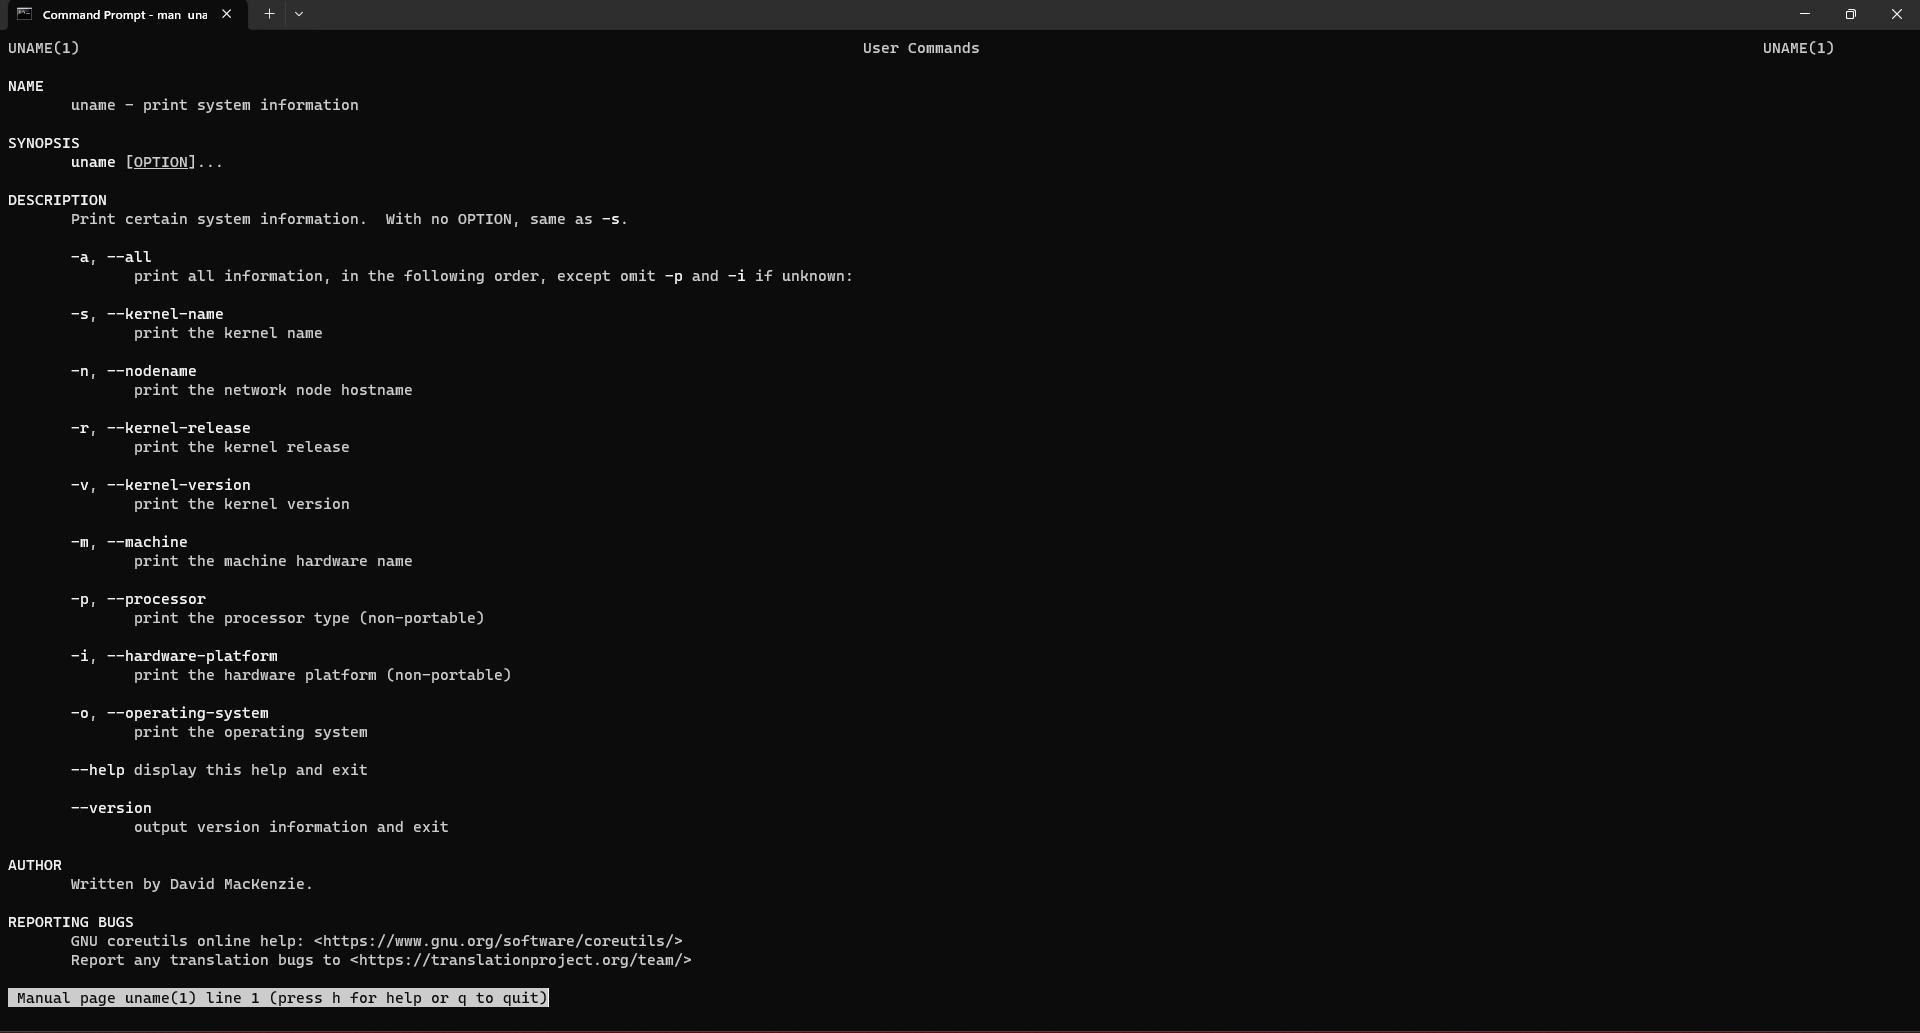 Command Prompt - man  una
UNAME(1) User Commands UNAME(1)
NAME
uname - print system information
SYNOPSIS
uname [OPTION]...
DESCRIPTION
Print certain system information.  With no OPTION, same as -s.
-a, --all
print all information, in the following order, except omit -p and -i if unknown:
-s, --kernel-name
print the kernel name
-n, --nodename
print the network node hostname
-r, --kernel-release
print the kernel release
-v, --kernel-version
print the kernel version
-m, --machine
print the machine hardware name
-p, --processor
print the processor type (non-portable)
-i, --hardware-platform
print the hardware platform (non-portable)
-o, --operating-system
print the operating system
--help display this help and exit
--version
output version information and exit
AUTHOR
Written by David MacKenzie.
REPORTING BUGS
GNU coreutils online help: <https://www.gnu.org/software/coreutils/>
Report any translation bugs to <https://translationproject.org/team/>
Manual page uname(1) line 1 (press h for help or q to quit)